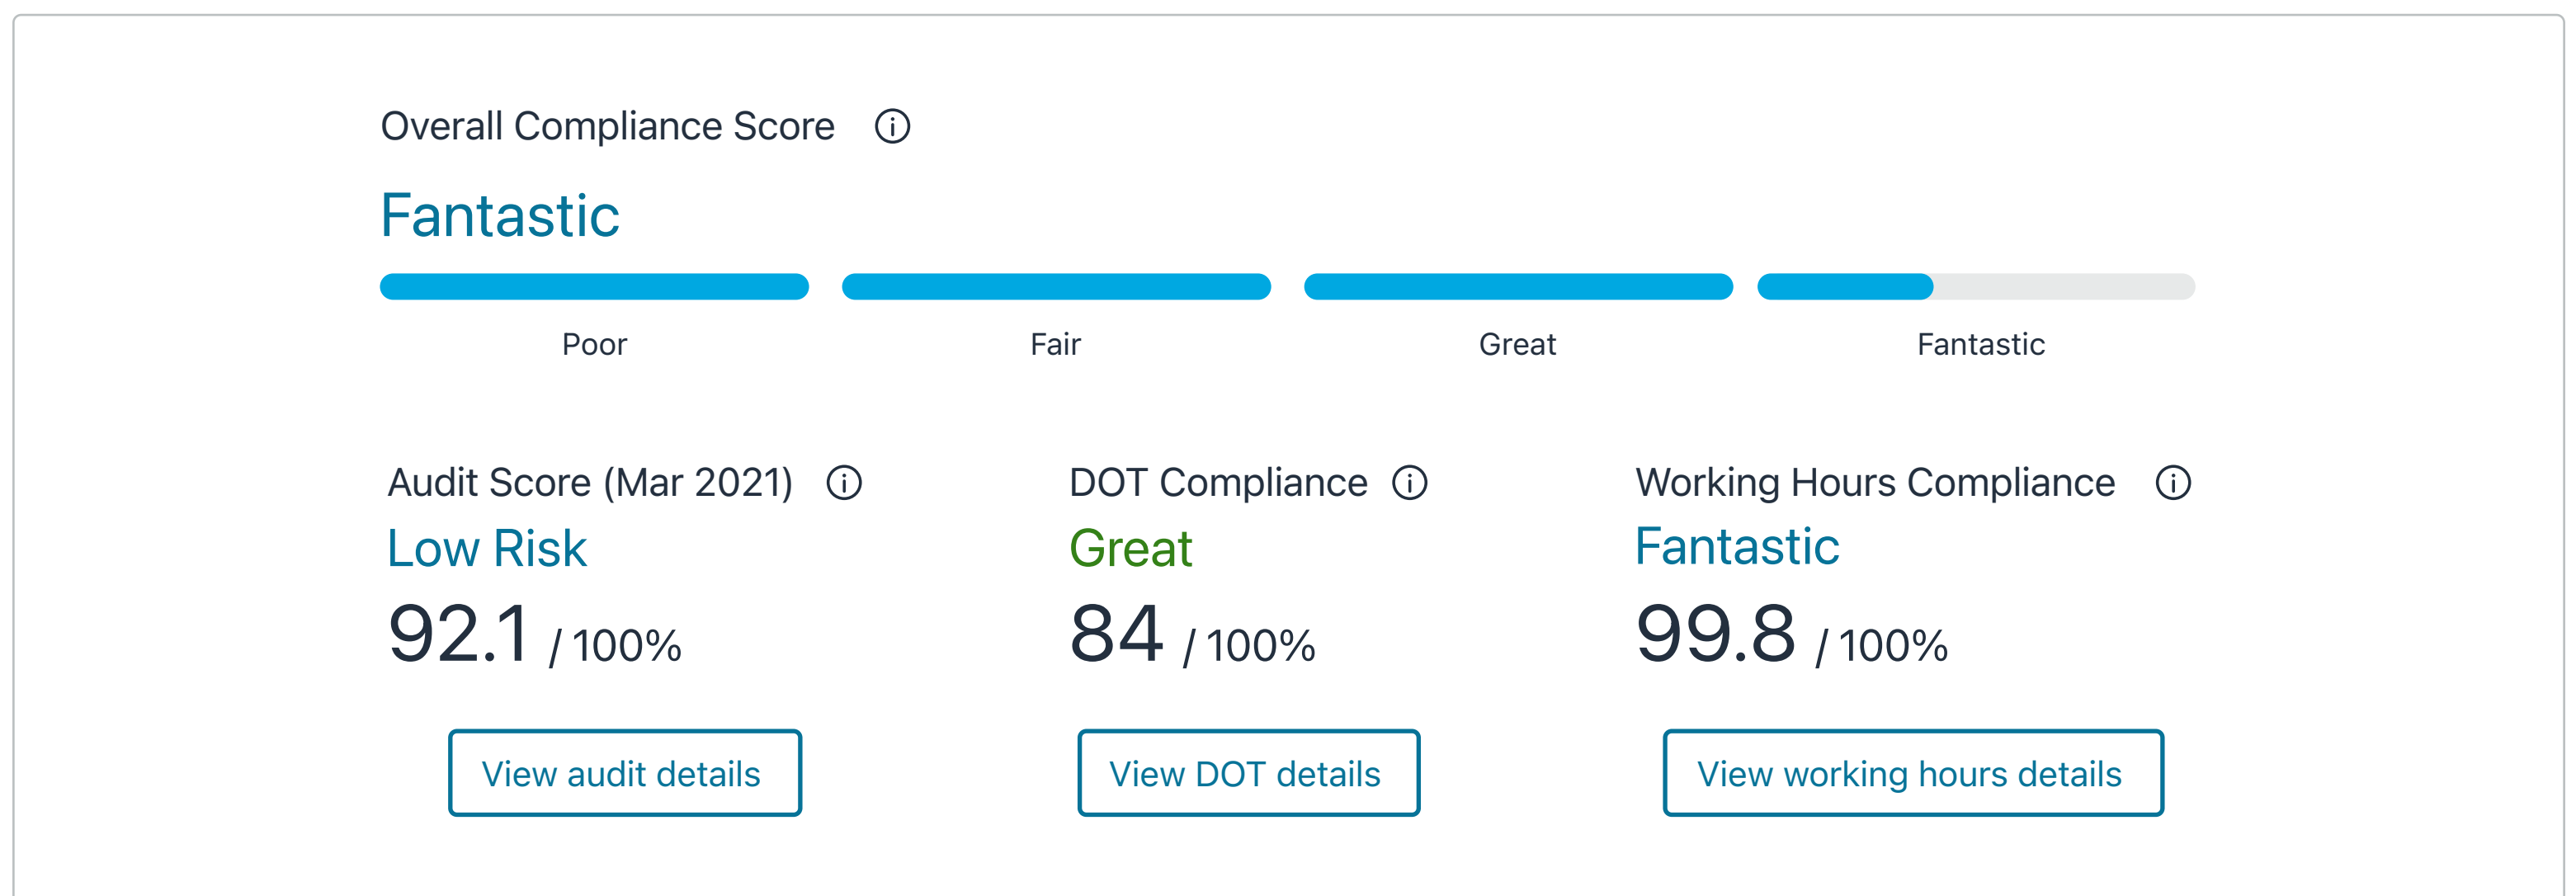 Overall Compliance Score
Fantastic
Poor
Fair
Great
Fantastic
Audit Score (Mar 2021)
Low Risk
92.1 / 100%
View audit details
DOT Compliance
Great
84 / 100%
View DOT details
Working Hours Compliance
Fantastic
99.8 / 100%
View working hours details